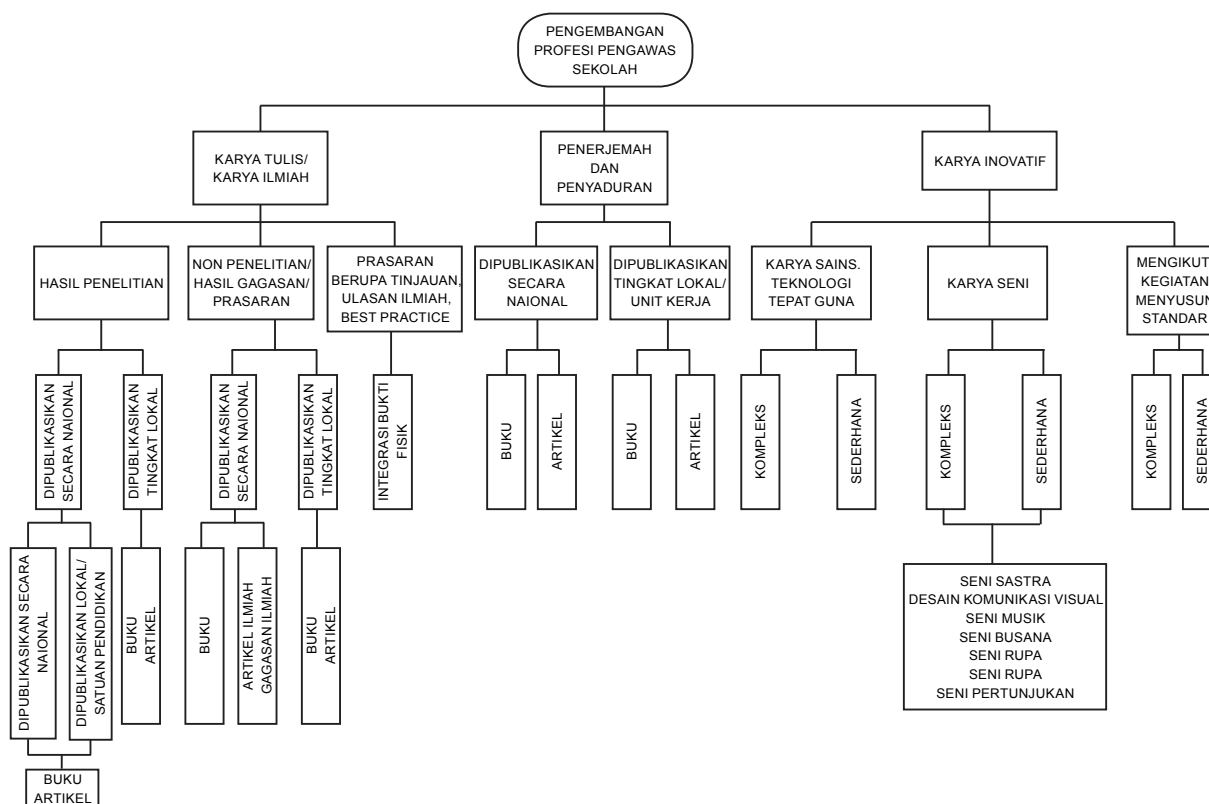 PENGEMBANGAN
PROFESI PENGAWAS
SEKOLAH
KARYA TULIS/
KARYA ILMIAH
PENERJEMAH
DAN
PENYADURAN
KARYA INOVATIF
HASIL PENELITIAN
NON PENELITIAN/
HASIL GAGASAN/
PRASARAN
PRASARAN
BERUPA TINJAUAN,
ULASAN ILMIAH,
BEST PRACTICE
DIPUBLIKASIKAN
SECARA
NAIONAL
DIPUBLIKASIKAN
TINGKAT LOKAL/
UNIT KERJA
KARYA SAINS.
TEKNOLOGI
TEPAT GUNA
KARYA SENI
MENGIKUT
KEGIATAN
MENYUSUN
STANDAR
DIPUBLIKASIKAN
SECARA NAIONAL
DIPUBLIKASIKAN
TINGKAT LOKAL
DIPUBLIKASIKAN
SECARA NAIONAL
DIPUBLIKASIKAN
TINGKAT LOKAL
INTEGRASI BUKTI
FISIK
BUKU
ARTIKEL
BUKU
ARTIKEL
KOMPLEKS
SEDERHANA
KOMPLEKS
SEDERHANA
KOMPLEKS
SEDERHANA
DIPUBLIKASIKAN SECARA
NAIONAL
DIPUBLIKASIKAN LOKAL/
SATUAN PENDIDIKAN
BUKU
ARTIKEL
BUKU
ARTIKEL ILMIAH
GAGASAN ILMIAH
BUKU
ARTIKEL
SENI SASTRA
DESAIN KOMUNIKASI VISUAL
SENI MUSIK
SENI BUSANA
SENI RUPA
SENI RUPA
SENI PERTUNJUKAN
BUKU
ARTIKEL